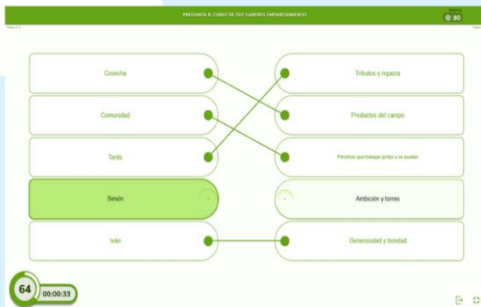 PREGUNTA 8: CONECTA TUS SABERES EMPAREJAMIENTO
80
Cosecha
Tributos y riqueza
Comunidad
Productos del campo
Tarás
Personas que trabajan juntas y se ayudan
Simón
Ambición y torres
Iván
Generosidad y bondad
64
00:00:33